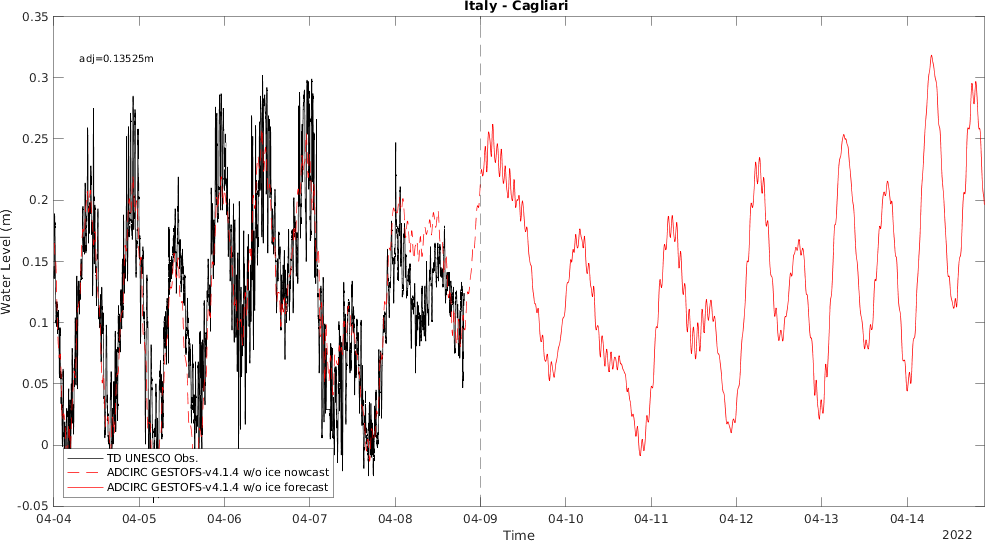 Italy - Cagliari
adj=0.13525m
0.35
0.3
0.25
0.2
0.15
0.1
0.05
0
-0.05
Water Level (m)
TD UNESCO Obs.
ADCIRC GESTOFS-v4.1.4 w/o ice nowcast
ADCIRC GESTOFS-v4.1.4 w/o ice forecast
04-04 04-05 04-06 04-07 04-08 04-09 04-10 04-11 04-12 04-13 04-14
Time
2022